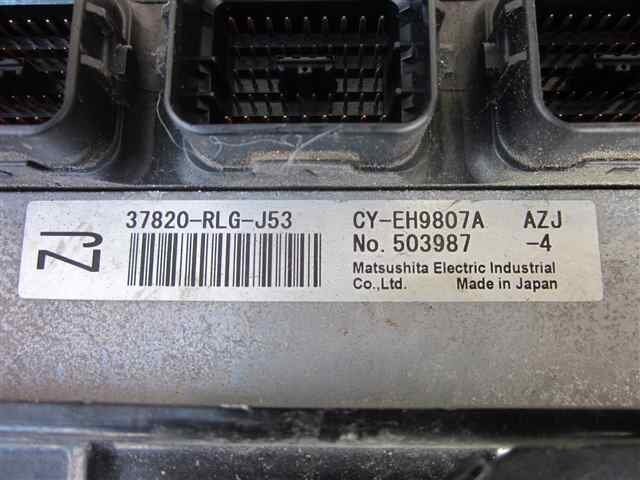 37820-RLG-J53 CY-EH9807A AZJ
No. 503987 -4
Matsushita Electric Industrial
Co.,Ltd. Made in Japan